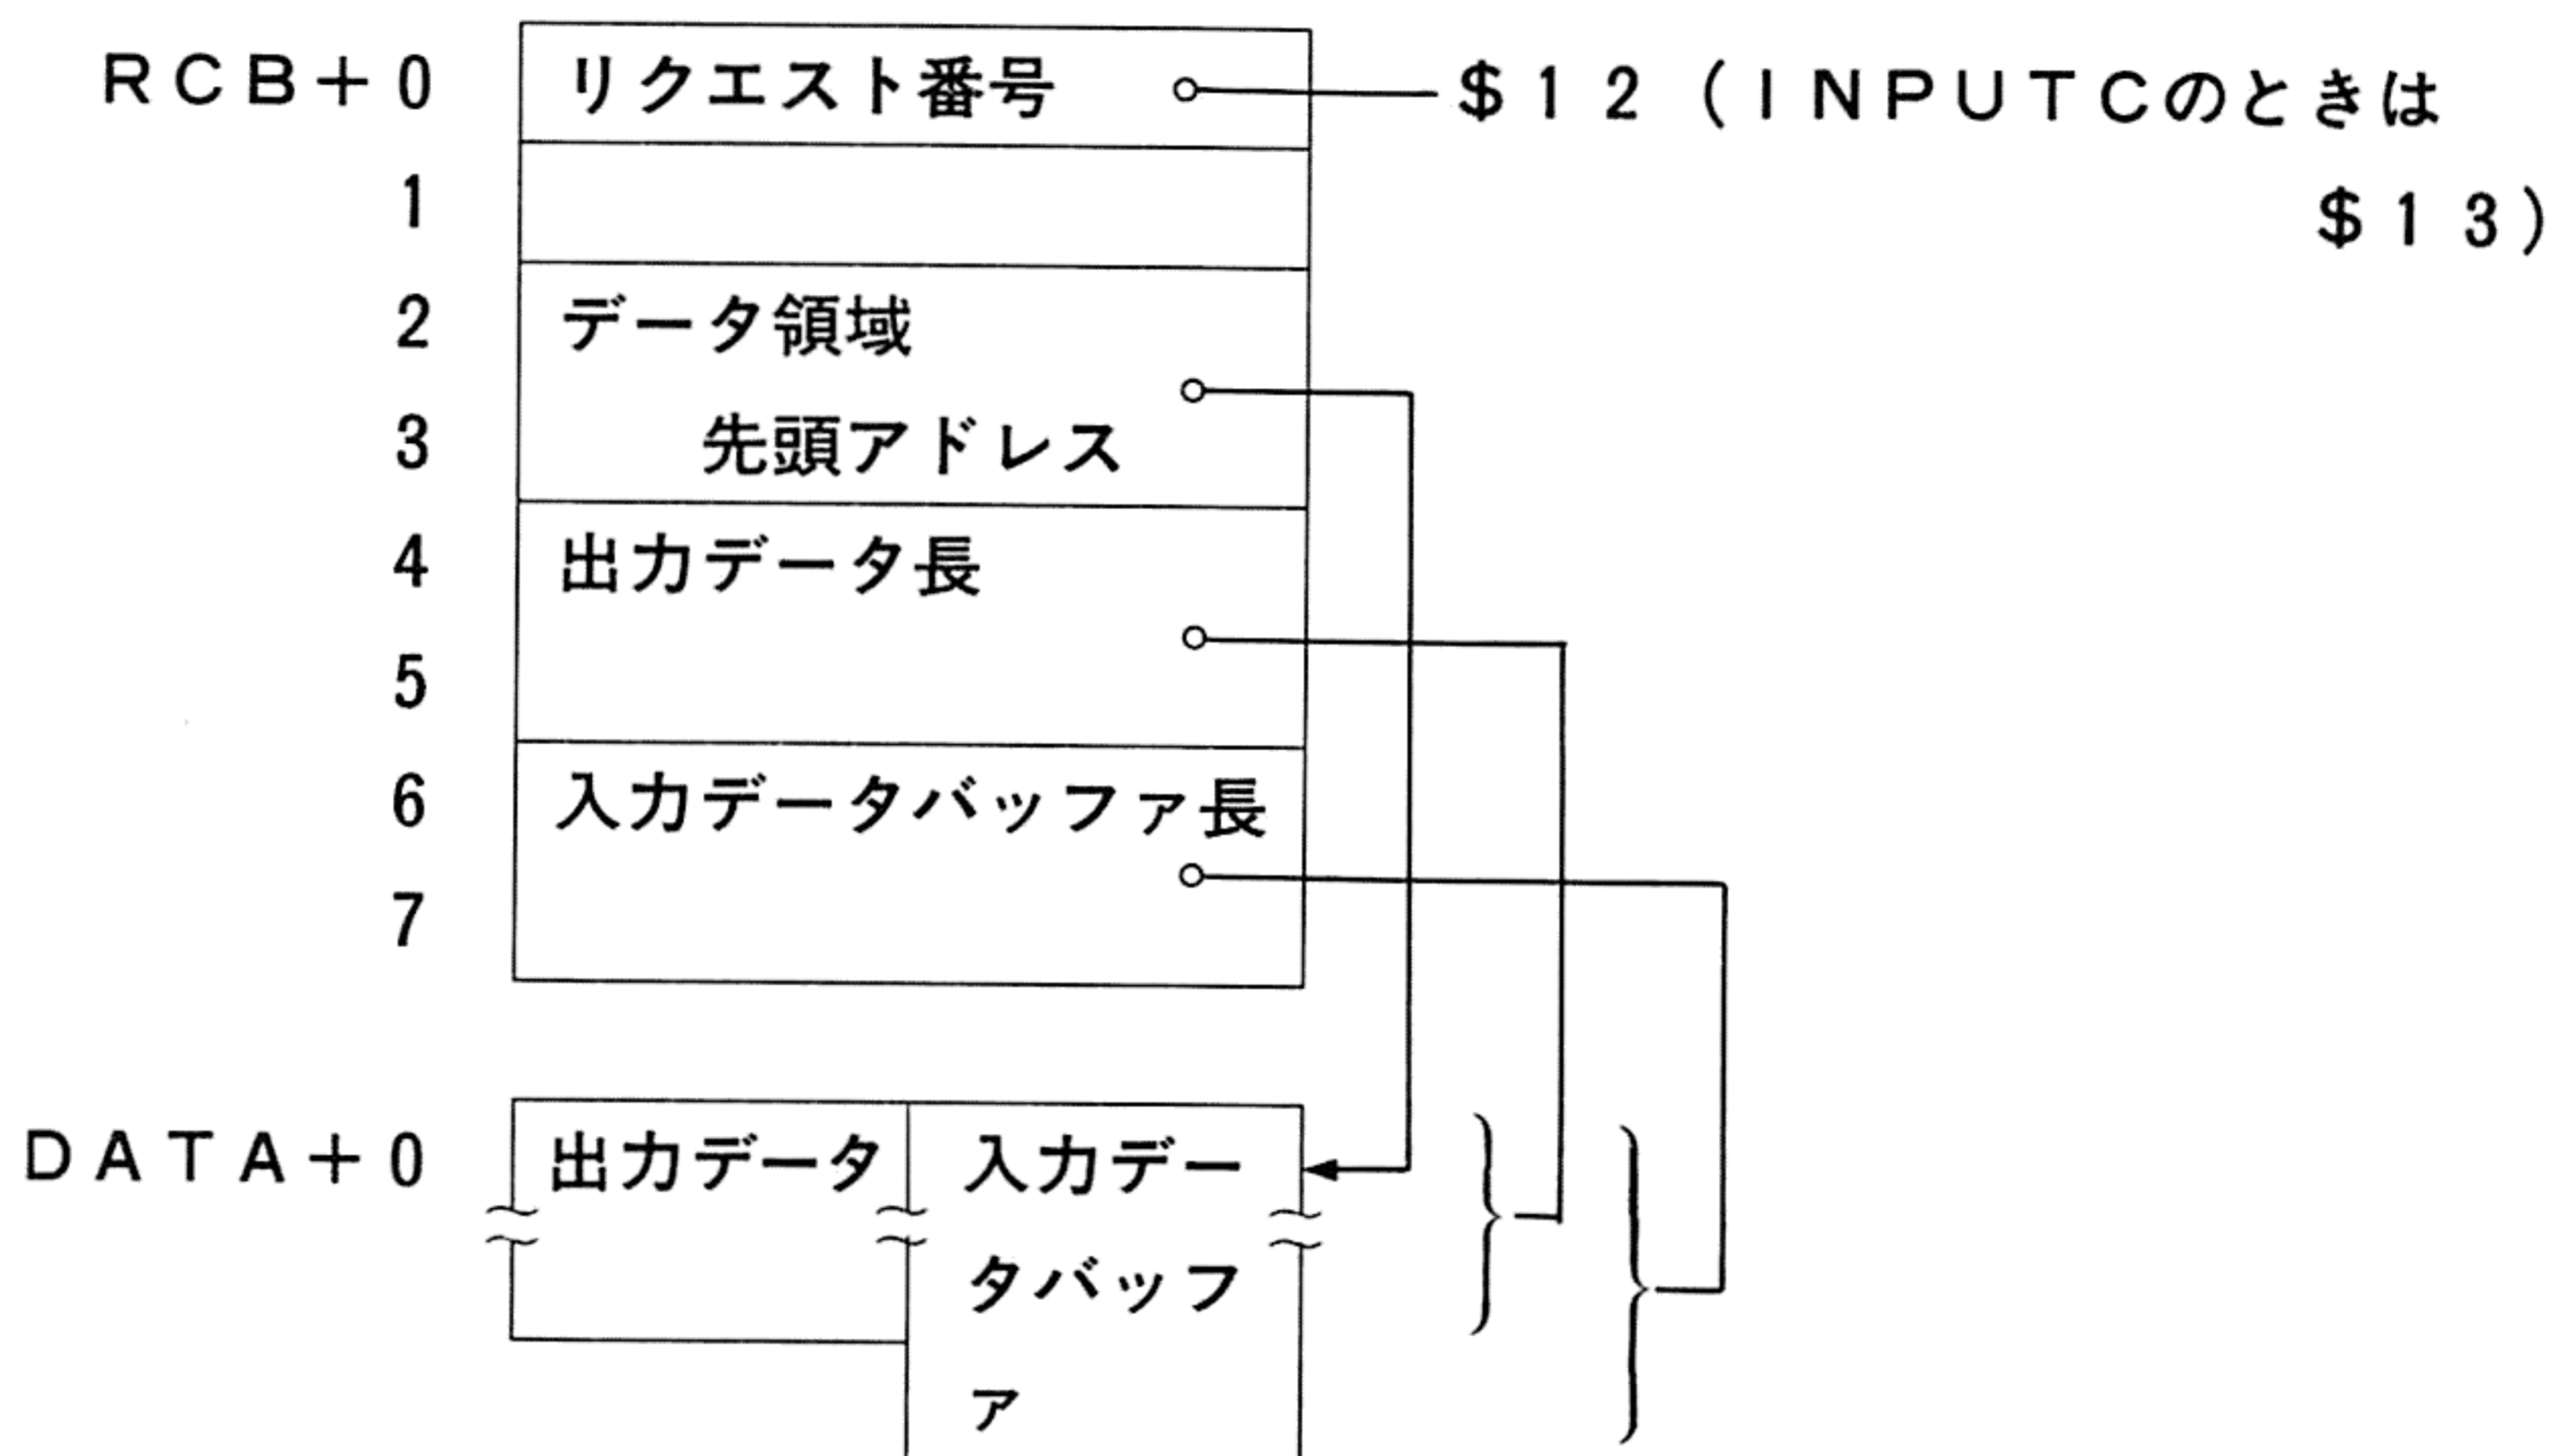 RCB+0 リクエスト番号 $12(INPUTCのときは
1 $13)
2 データ領域
3 先頭アドレス
4 出力データ長
5
6 入力データバッファ長
7
DATA+0 出力データ 入力デー
タバッフ
ァ